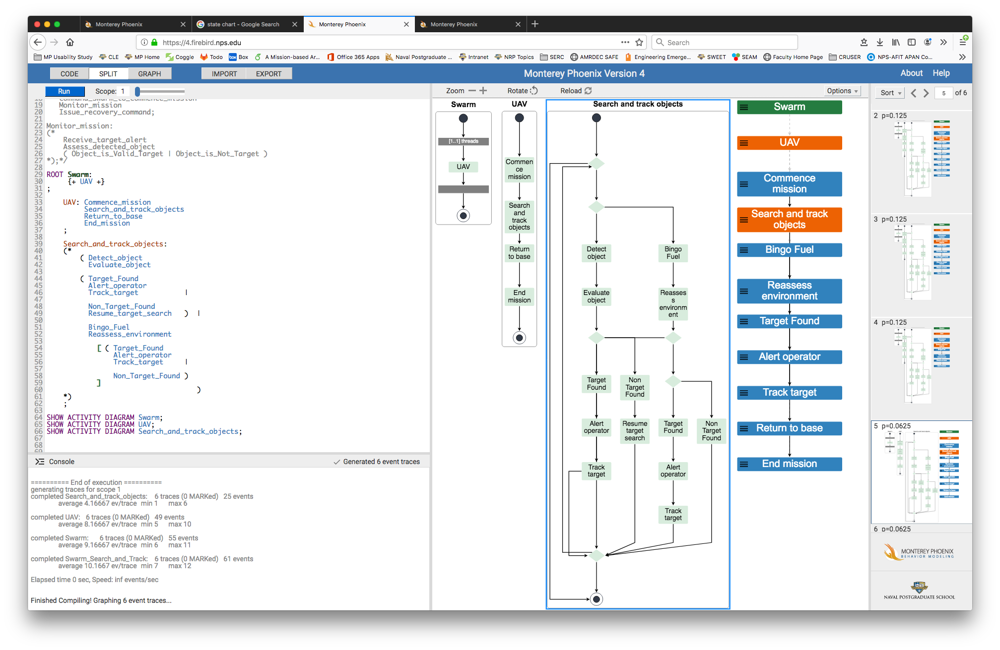 Monterey Phoenix
state chart - Google Search
Monterey Phoenix
Monterey Phoenix
https://4.firebird.nps.edu
Search
MP Usability Study
CLE
MP Home
Coggle
Todo
box Box
A Mission-based Ar...
Office 365 Apps
Naval Postgraduate ...
Intranet
NRP Topics
SERC
AMRDEC SAFE
Engineering Emerge...
SWEET
SEAM
Faculty Home Page
CRUSER
NPS-AFIT APAN Co...
CODE SPLIT GRAPH IMPORT EXPORT
Monterey Phoenix Version 4
About Help
Run Scope: 1
19 Monitor_mission
20 Issue_recovery_command;
21
22 Monitor_mission:
23 (*
24 Receive_target_alert
25 Assess_detected_object
26 ( Object_is_Valid_Target | Object_is_Not_Target )
27 *);*/
28
29 ROOT Swarm:
30 {+ UAV +}
31 ;
32
33 UAV: Commence_mission
34 Search_and_track_objects
35 Return_to_base
36 End_mission
37 ;
38
39 Search_and_track_objects:
40 (*
41 ( Detect_object
42 Evaluate_object
43
44 ( Target_Found
45 Alert_operator
46 Track_target |
47
48 Non_Target_Found
49 Resume_target_search ) |
50
51 Bingo_Fuel
52 Reassess_environment
53
54 [ ( Target_Found
55 Alert_operator
56 Track_target |
57
58 Non_Target_Found )
59 ]
60 )
61 *)
62 ;
63
64 SHOW ACTIVITY DIAGRAM Swarm;
65 SHOW ACTIVITY DIAGRAM UAV;
66 SHOW ACTIVITY DIAGRAM Search_and_track_objects;
67
68
69
Console
Generated 6 event traces
========== End of execution ==========
generating traces for scope 1
completed Search_and_track_objects: 6 traces (0 MARKed) 25 events
average 4.16667 ev/trace min 1 max 6
completed UAV: 6 traces (0 MARKed) 49 events
average 8.16667 ev/trace min 5 max 10
completed Swarm: 6 traces (0 MARKed) 55 events
average 9.16667 ev/trace min 6 max 11
completed Swarm_Search_and_Track: 6 traces (0 MARKed) 61 events
average 10.1667 ev/trace min 7 max 12
Elapsed time 0 sec, Speed: inf events/sec
Finished Compiling! Graphing 6 event traces...
Zoom
Rotate
Reload
Options
Swarm
[1..1] threads
UAV
UAV
Commen
ce
mission
Search
and
track
objects
Return
to base
End
mission
Search and track objects
Detect
object
Bingo
Fuel
Evaluate
object
Reasses
s
environm
ent
Target
Found
Non
Target
Found
Alert
operator
Resume
target
search
Target
Found
Non
Target
Found
Track
target
Alert
operator
Track
target
Swarm
UAV
Commence
mission
Search and track
objects
Bingo Fuel
Reassess
environment
Target Found
Alert operator
Track target
Return to base
End mission
Sort 5 of 6
2 p=0.125
3 p=0.125
4 p=0.125
5 p=0.0625
6 p=0.0625
MONTEREY PHOENIX
BEHAVIOR MODELING
NPS
NAVAL POSTGRADUATE SCHOOL